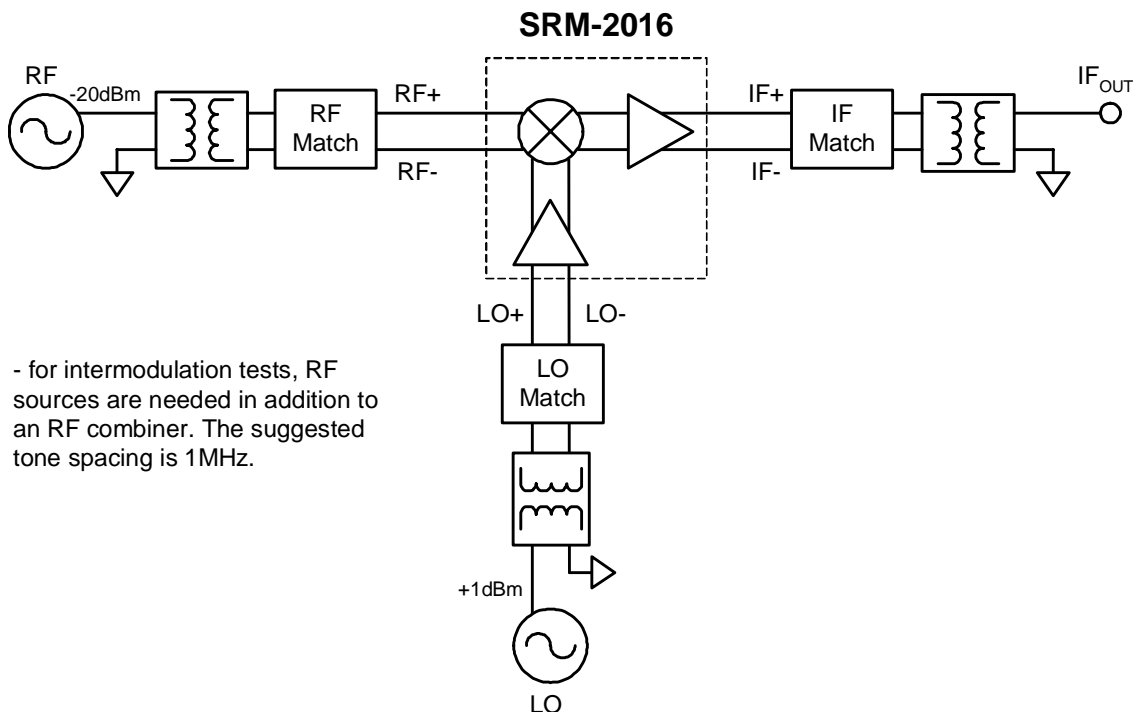 SRM-2016
RF
-20dBm
RF
Match
RF+
RF-
IF+
IF-
IF
Match
IFOUT
LO+
LO-
LO
Match
+1dBm
LO
- for intermodulation tests, RF
sources are needed in addition to
an RF combiner. The suggested
tone spacing is 1MHz.